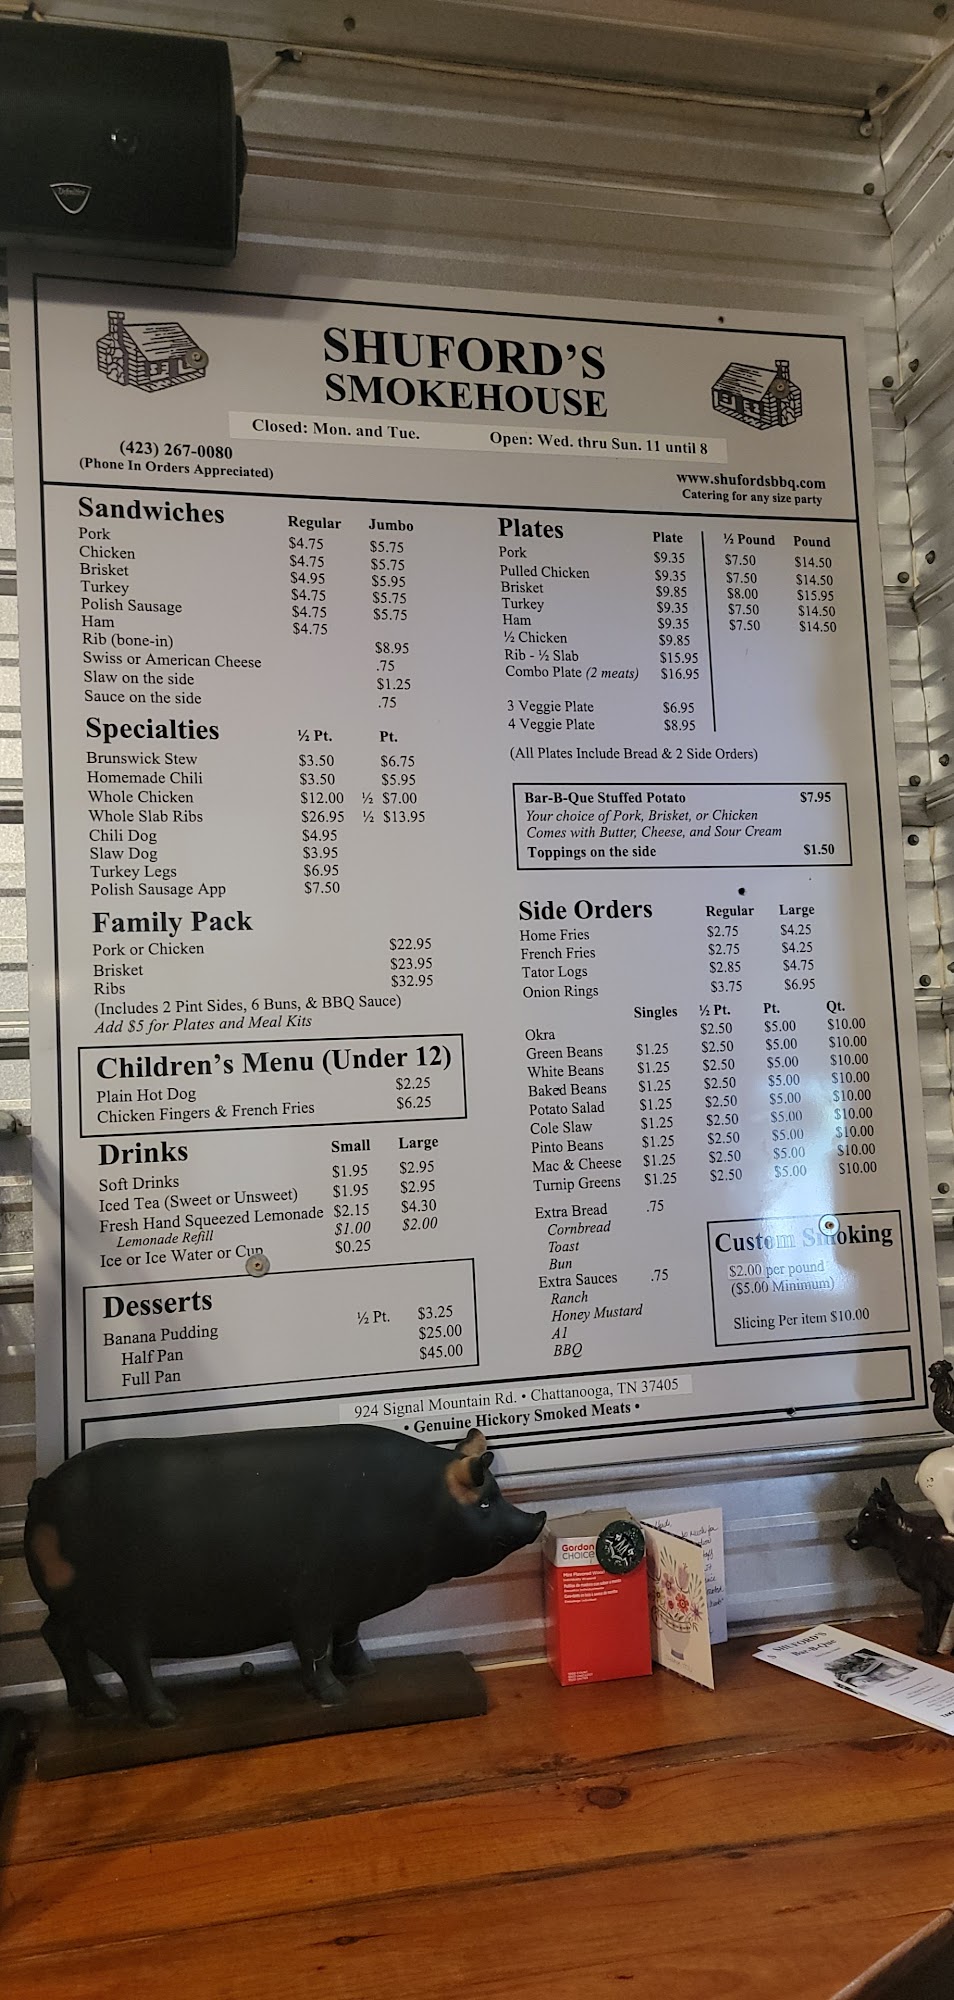 Definitive
SHUFORD'S
SMOKEHOUSE
Closed: Mon. and Tue. Open: Wed. thru Sun. 11 until 8
(423) 267-0080
(Phone In Orders Appreciated)
www.shufordsbbq.com
Catering for any size party
Sandwiches Regular Jumbo
Pork $4.75 $5.75
Chicken $4.75 $5.75
Brisket $4.95 $5.95
Turkey $4.75 $5.75
Polish Sausage $4.75 $5.75
Ham $4.75
Rib (bone-in) $8.95
Swiss or American Cheese .75
Slaw on the side $1.25
Sauce on the side .75
Specialties ½ Pt. Pt.
Brunswick Stew $3.50 $6.75
Homemade Chili $3.50 $5.95
Whole Chicken $12.00 ½ $7.00
Whole Slab Ribs $26.95 ½ $13.95
Chili Dog $4.95
Slaw Dog $3.95
Turkey Legs $6.95
Polish Sausage App $7.50
Family Pack
Pork or Chicken $22.95
Brisket $23.95
Ribs $32.95
(Includes 2 Pint Sides, 6 Buns, & BBQ Sauce)
Add $5 for Plates and Meal Kits
Children's Menu (Under 12)
Plain Hot Dog $2.25
Chicken Fingers & French Fries $6.25
Drinks Small Large
Soft Drinks $1.95 $2.95
Iced Tea (Sweet or Unsweet) $1.95 $2.95
Fresh Hand Squeezed Lemonade $2.15 $4.30
Lemonade Refill $1.00 $2.00
Ice or Ice Water or Cup $0.25
Desserts
Banana Pudding ½ Pt. $3.25
Half Pan $25.00
Full Pan $45.00
Plates Plate ½ Pound Pound
Pork $9.35 $7.50 $14.50
Pulled Chicken $9.35 $7.50 $14.50
Brisket $9.85 $8.00 $15.95
Turkey $9.35 $7.50 $14.50
Ham $9.35 $7.50 $14.50
½ Chicken $9.85
Rib - ½ Slab $15.95
Combo Plate (2 meats) $16.95
3 Veggie Plate $6.95
4 Veggie Plate $8.95
(All Plates Include Bread & 2 Side Orders)
Bar-B-Que Stuffed Potato $7.95
Your choice of Pork, Brisket, or Chicken
Comes with Butter, Cheese, and Sour Cream
Toppings on the side $1.50
Side Orders Regular Large
Home Fries $2.75 $4.25
French Fries $2.75 $4.25
Tator Logs $2.85 $4.75
Onion Rings $3.75 $6.95
Singles ½ Pt. Pt. Qt.
Okra $2.50 $5.00 $10.00
Green Beans $1.25 $2.50 $5.00 $10.00
White Beans $1.25 $2.50 $5.00 $10.00
Baked Beans $1.25 $2.50 $5.00 $10.00
Potato Salad $1.25 $2.50 $5.00 $10.00
Cole Slaw $1.25 $2.50 $5.00 $10.00
Pinto Beans $1.25 $2.50 $5.00 $10.00
Mac & Cheese $1.25 $2.50 $5.00 $10.00
Turnip Greens $1.25 $2.50 $5.00 $10.00
Extra Bread .75
Cornbread
Toast
Bun
Extra Sauces .75
Ranch
Honey Mustard
A1
BBQ
Custom Smoking
$2.00 per pound
($5.00 Minimum)
Slicing Per item $10.00
924 Signal Mountain Rd. • Chattanooga, TN 37405
• Genuine Hickory Smoked Meats •
Gordon
CHOICE
SHUFORD'S
Bar-B-Que